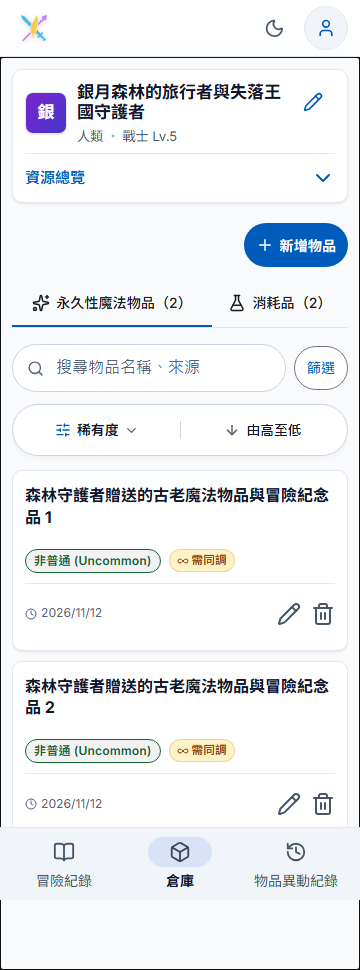 銀
銀月森林的旅行者與失落王
國守護者
人類 • 戰士 Lv.5
資源總覽
新增物品
永久性魔法物品（2）
消耗品（2）
搜尋物品名稱、來源
篩選
稀有度
由高至低
森林守護者贈送的古老魔法物品與冒險紀念
品 1
非普通 (Uncommon)
需同調
2026/11/12
森林守護者贈送的古老魔法物品與冒險紀念
品 2
非普通 (Uncommon)
需同調
2026/11/12
冒險紀錄
倉庫
物品異動紀錄